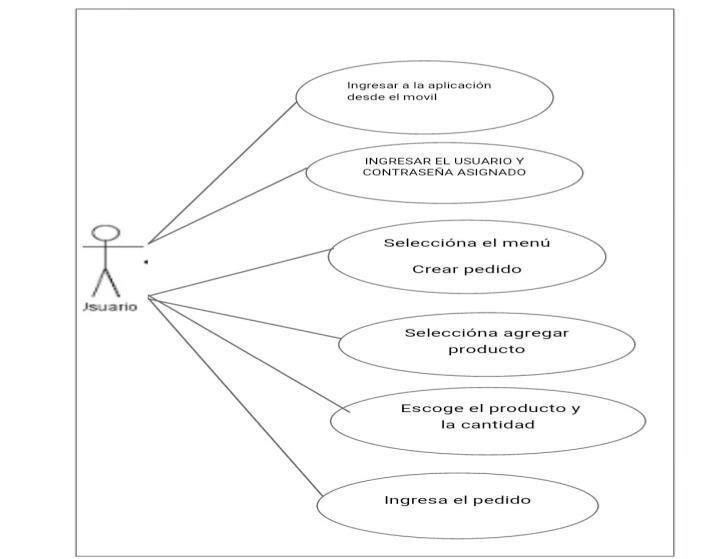 Ingresar a la aplicación
desde el movil
INGRESAR EL USUARIO Y
CONTRASEÑA ASIGNADO
Seleccióna el menú
Crear pedido
Seleccióna agregar
producto
Escoge el producto y
la cantidad
Ingresa el pedido
Usuario